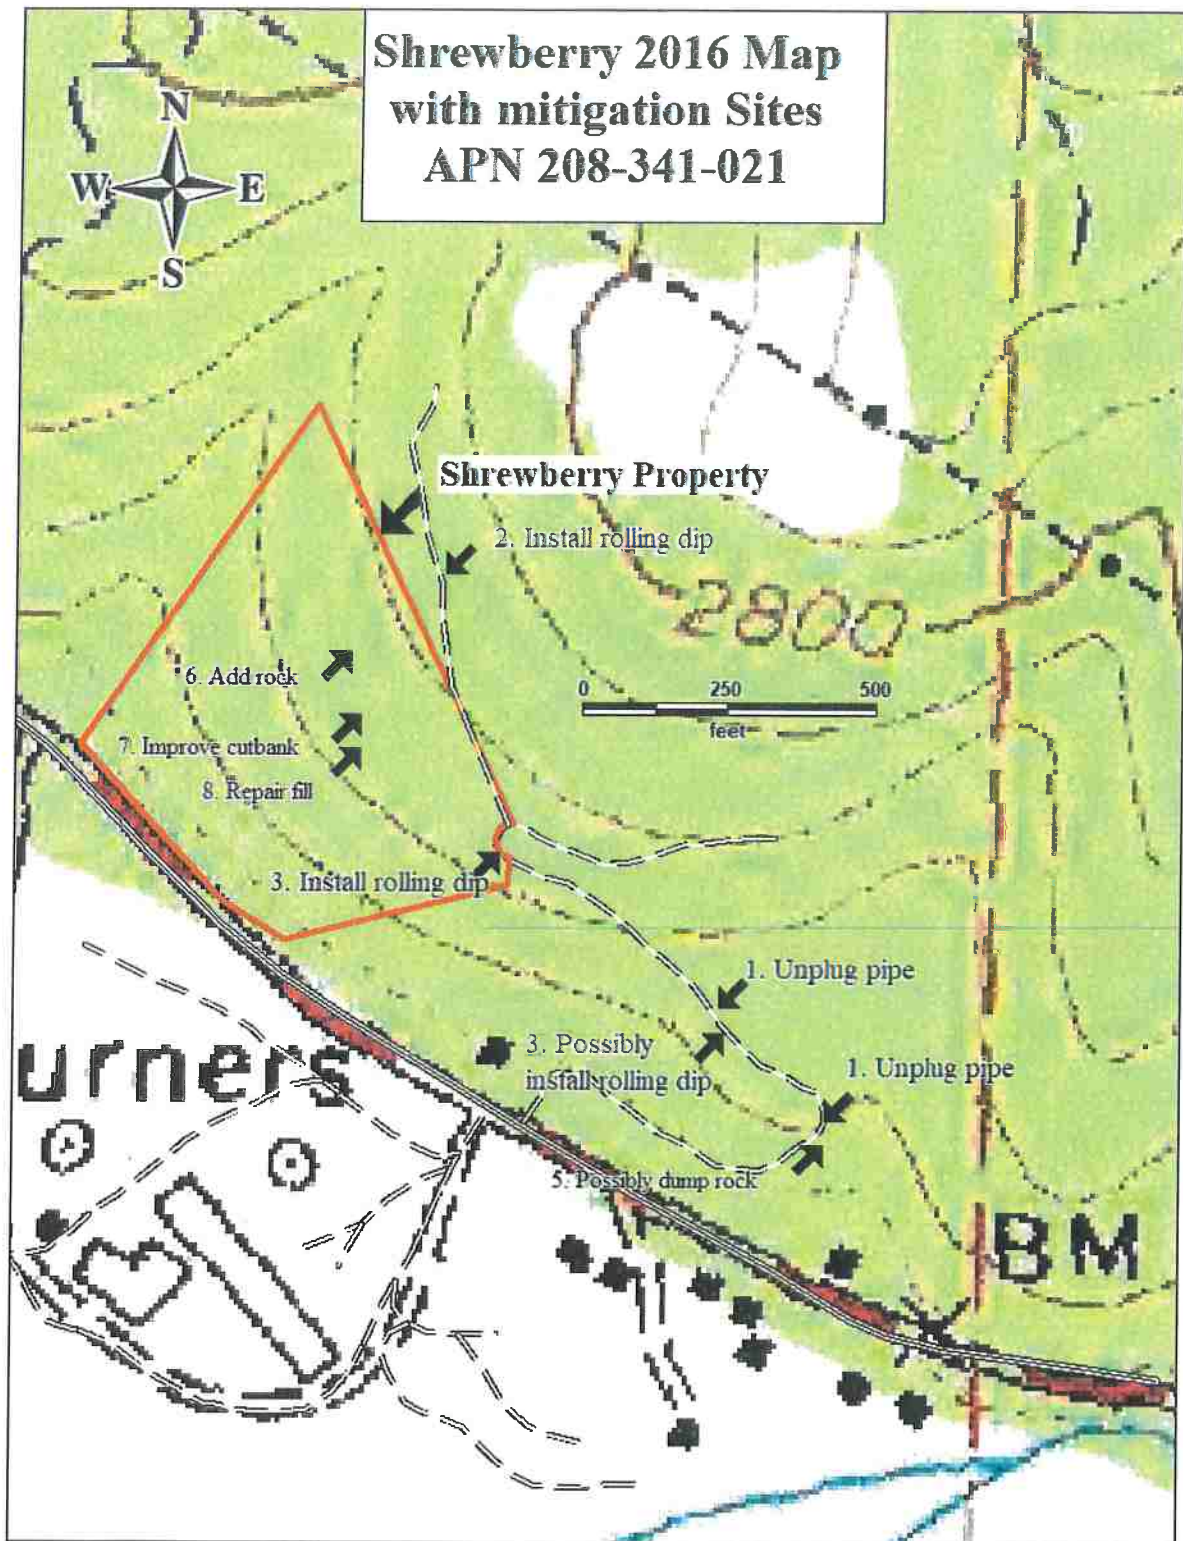 Shrewberry 2016 Map
with mitigation Sites
APN 208-341-021
N
W E
S
Shrewberry Property
2. Install rolling dip
2800
6. Add rock
0 250 500
feet
7. Improve cutbank
8. Repair fill
3. Install rolling dip
1. Unplug pipe
3. Possibly
install rolling dip
1. Unplug pipe
urners
5. Possibly dump rock
BM